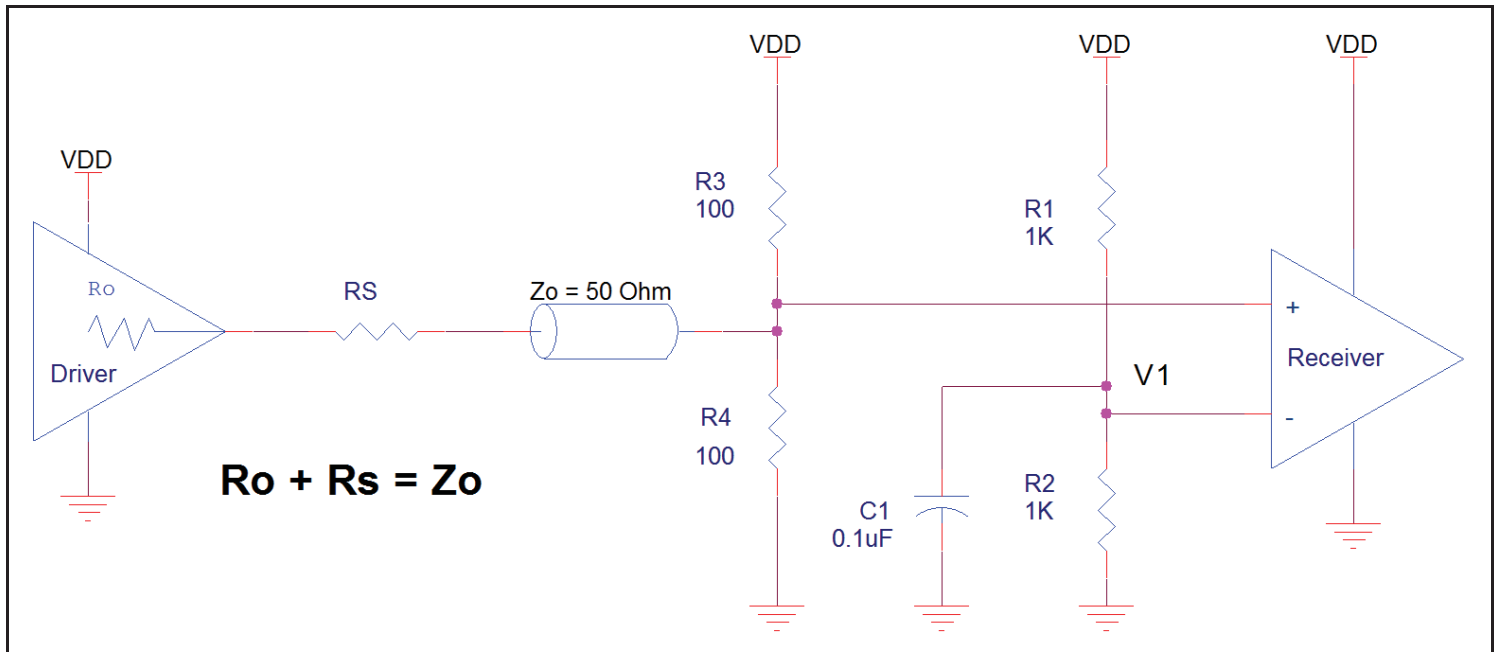 VDD
Ro
Driver
RS
Zo = 50 Ohm
Ro + Rs = Zo
VDD
R3
100
R4
100
VDD
R1
1K
V1
R2
1K
C1
0.1uF
VDD
+
Receiver
-